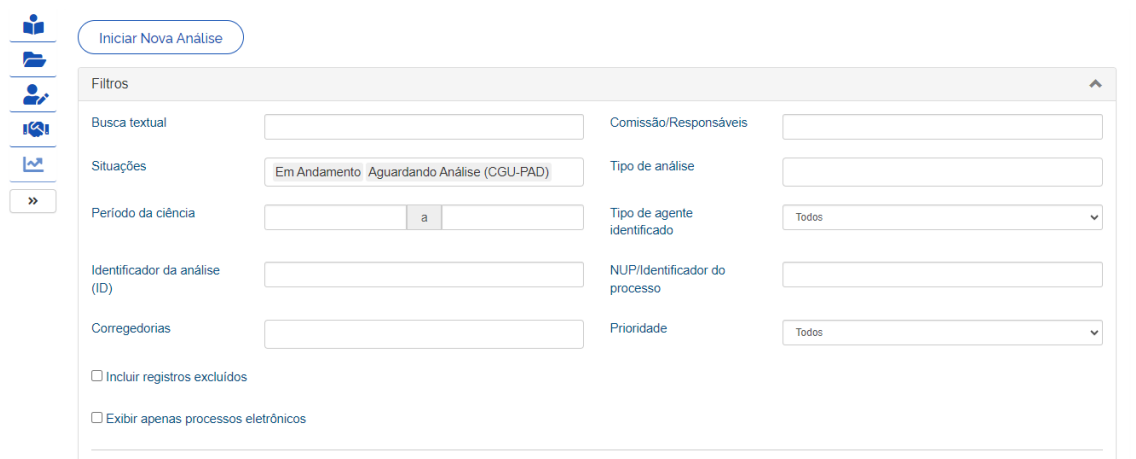 Iniciar Nova Análise
Filtros
Busca textual
Comissão/Responsáveis
Situações
Em Andamento Aguardando Análise (CGU-PAD)
Tipo de análise
Período da ciência
a
Tipo de agente
identificado
Todos
Identificador da análise
(ID)
NUP/Identificador do
processo
Corregedorias
Prioridade
Todos
Incluir registros excluídos
Exibir apenas processos eletrônicos